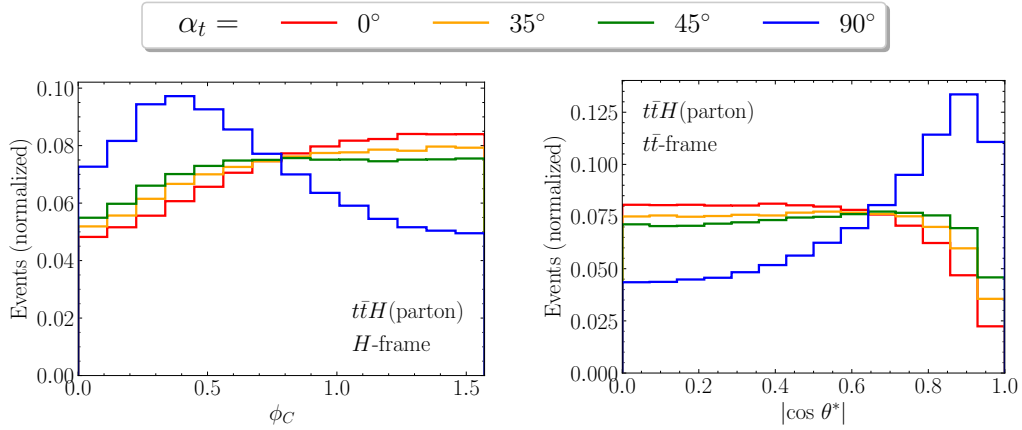 α_t = 0° 35° 45° 90°
Events (normalized)
0.10
0.08
0.06
0.04
0.02
0.00
tt̄H(parton)
H-frame
0.0 0.5 1.0 1.5
ϕ_C
Events (normalized)
0.125
0.100
0.075
0.050
0.025
0.000
tt̄H(parton)
tt̄-frame
0.0 0.2 0.4 0.6 0.8 1.0
|cos θ*|